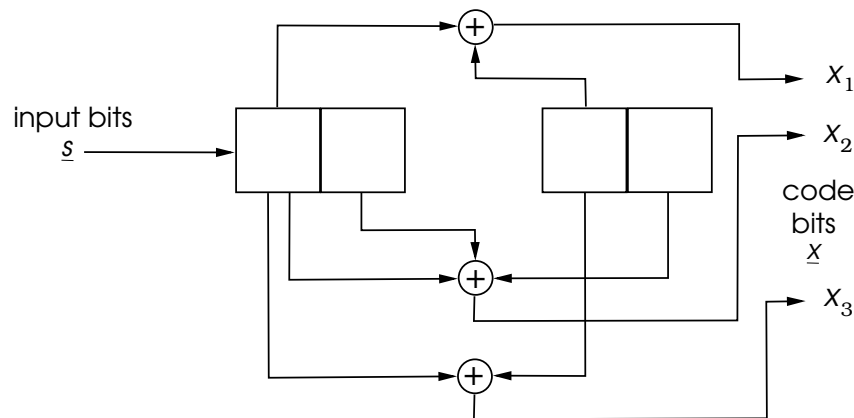 input bits
s
+
x₁
x₂
code
bits
x
+
x₃
+